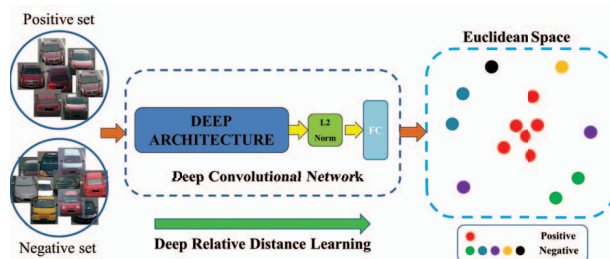 Positive set
Negative set
DEEP
ARCHITECTURE
L2
Norm
FC
Deep Convolutional Network
Deep Relative Distance Learning
Euclidean Space
Positive
Negative